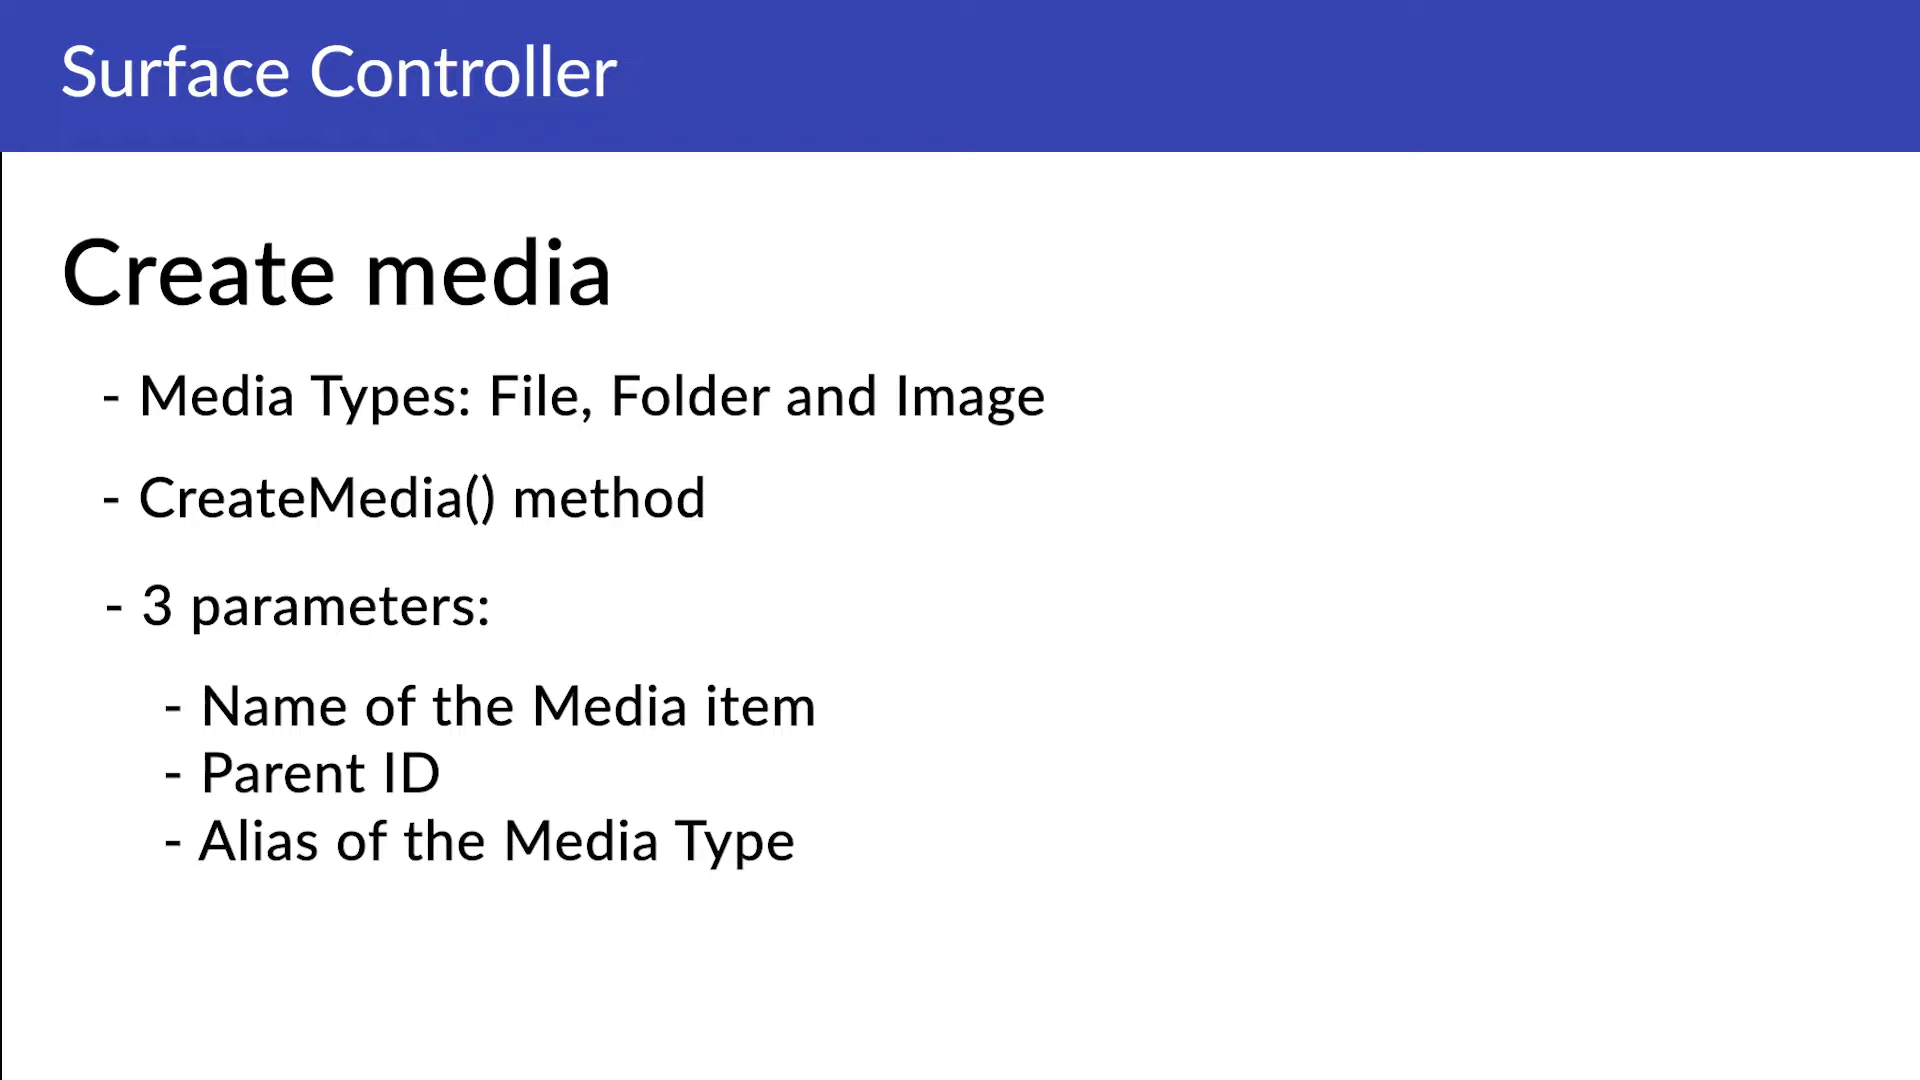 Surface Controller
Create media
- Media Types: File, Folder and Image
- CreateMedia() method
- 3 parameters:
- Name of the Media item
- Parent ID
- Alias of the Media Type